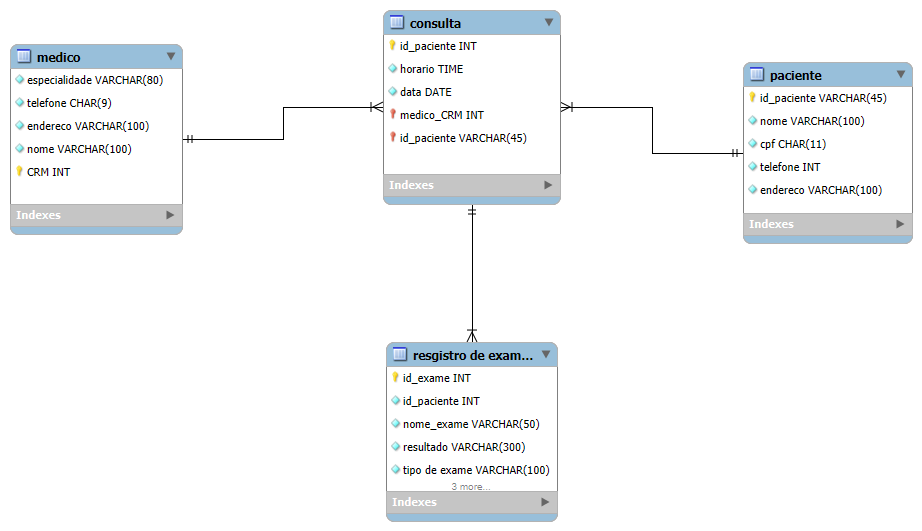 medico
especialidade VARCHAR(80)
telefone CHAR(9)
endereco VARCHAR(100)
nome VARCHAR(100)
CRM INT
Indexes
consulta
id_paciente INT
horario TIME
data DATE
medico_CRM INT
id_paciente VARCHAR(45)
Indexes
paciente
id_paciente VARCHAR(45)
nome VARCHAR(100)
cpf CHAR(11)
telefone INT
endereco VARCHAR(100)
Indexes
resgistro de exam...
id_exame INT
id_paciente INT
nome_exame VARCHAR(50)
resultado VARCHAR(300)
tipo de exame VARCHAR(100)
3 more...
Indexes